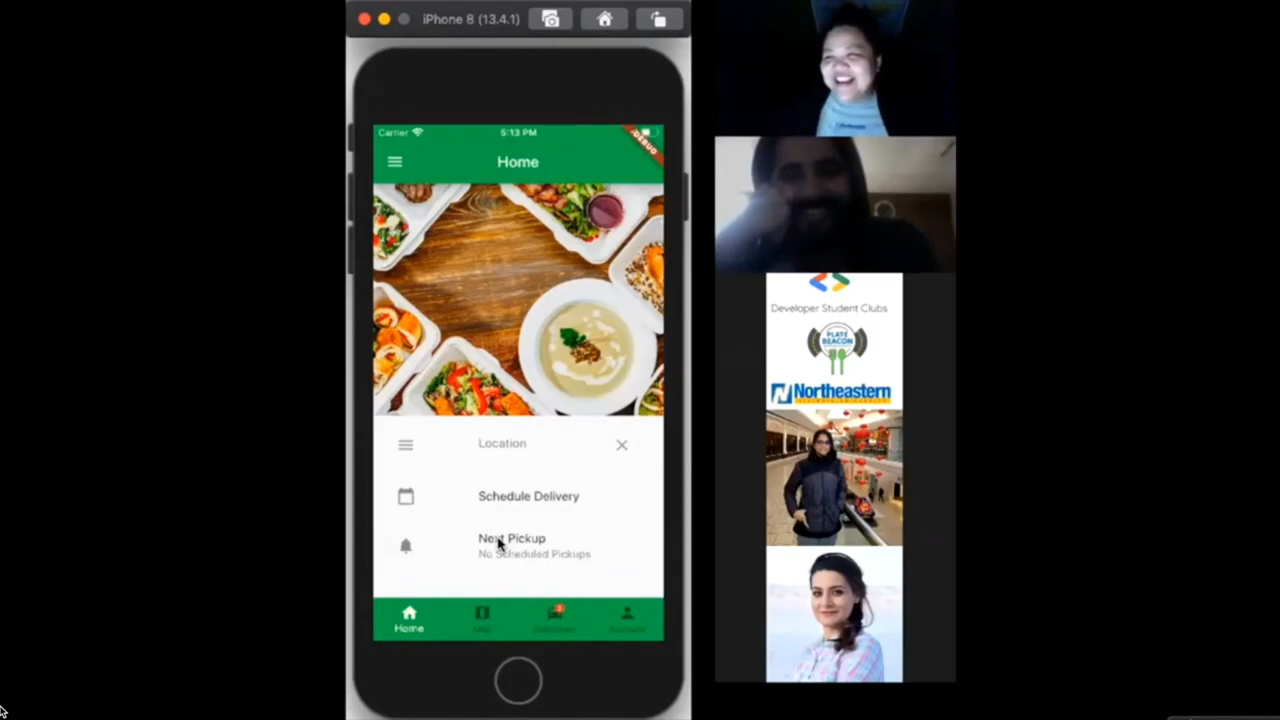 iPhone 8 (13.4.1)
Carrier
5:13 PM
DEBUG
Home
Location
Schedule Delivery
Next Pickup
No Scheduled Pickups
Home
Developer Student Clubs
PLATE
BEACON
Northeastern